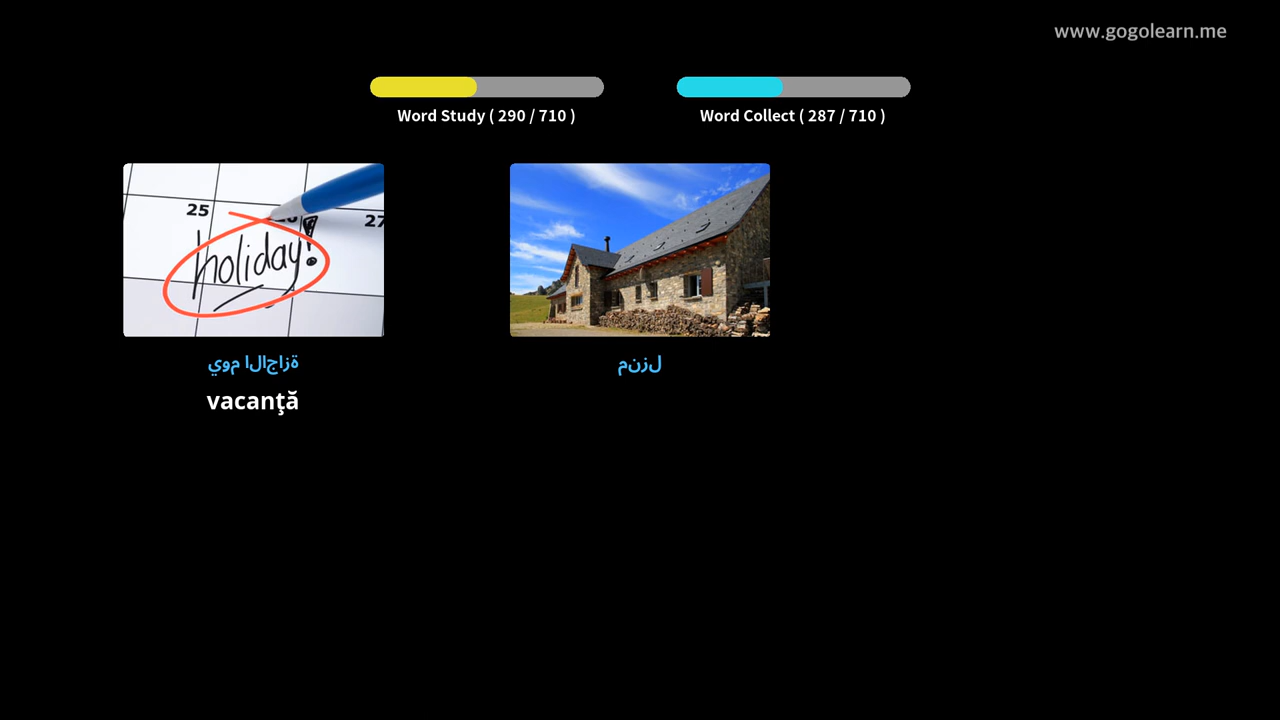 www.gogolearn.me
Word Study ( 290 / 710 )
Word Collect ( 287 / 710 )
25
27
holiday!
يوم الاجازة
منزل
vacanţă